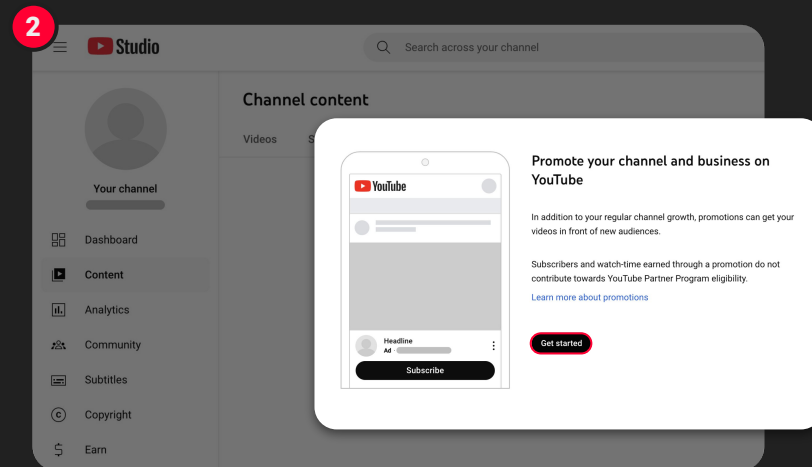 2
Studio
Search across your channel
Channel content
Videos
S
Your channel
Dashboard
Content
Analytics
Community
Subtitles
Copyright
Earn
YouTube
Headline
Ad
Subscribe
Promote your channel and business on
YouTube
In addition to your regular channel growth, promotions can get your
videos in front of new audiences.
Subscribers and watch-time earned through a promotion do not
contribute towards YouTube Partner Program eligibility.
Learn more about promotions
Get started